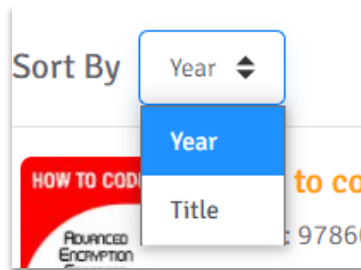 Sort By Year
Year
Title
HOW TO COD
to co
: 97860
ADVANCED
ENCRYPTION